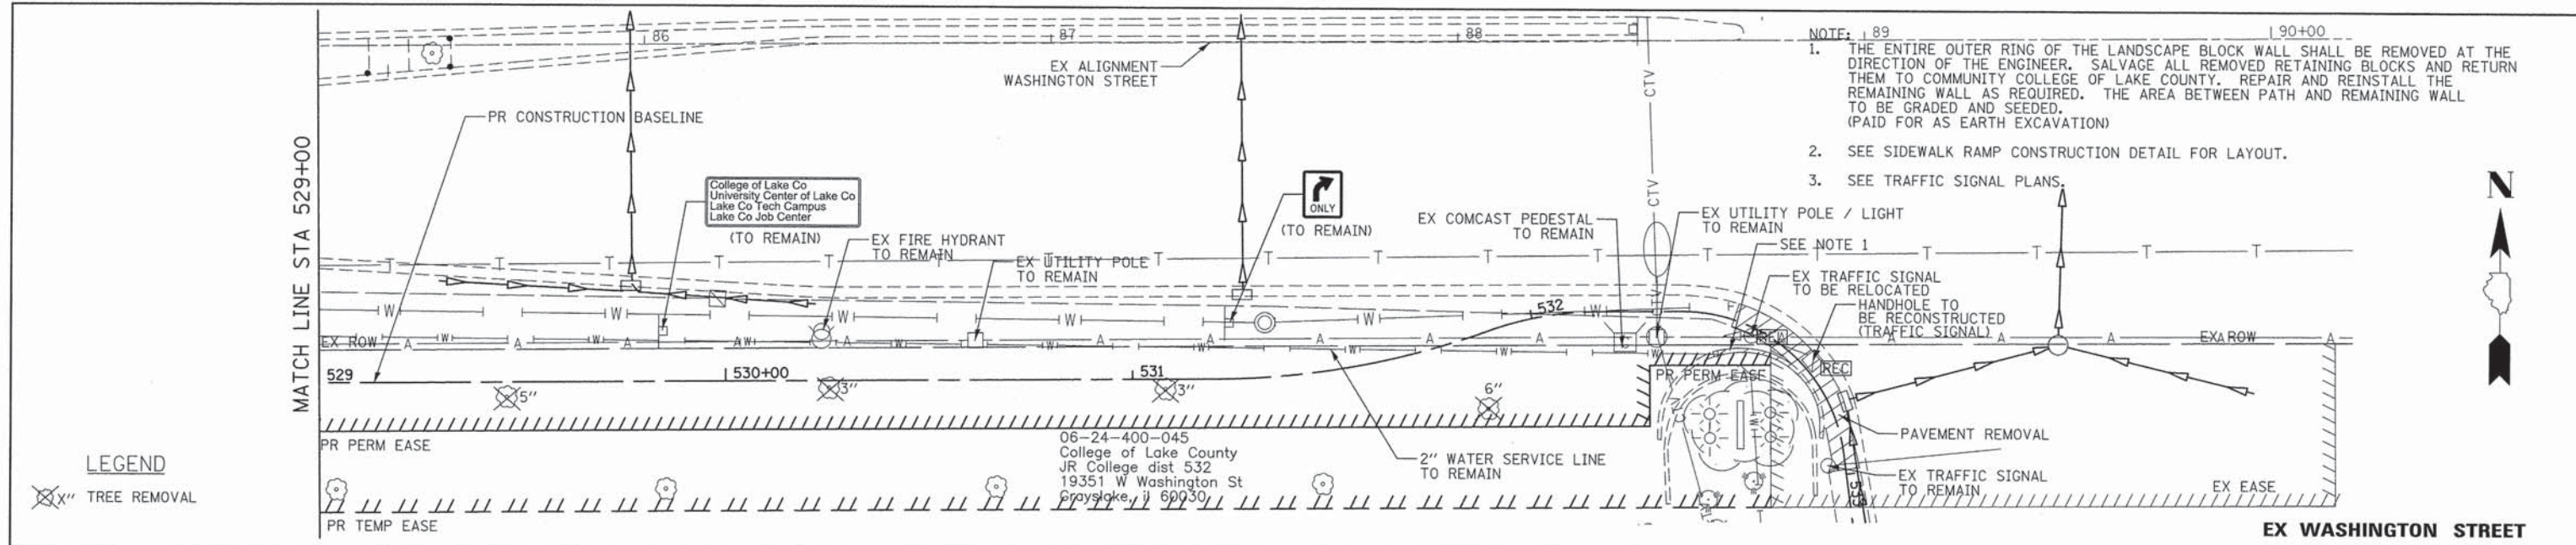 86
87
88
89
90+00
NOTE:
1. THE ENTIRE OUTER RING OF THE LANDSCAPE BLOCK WALL SHALL BE REMOVED AT THE
DIRECTION OF THE ENGINEER. SALVAGE ALL REMOVED RETAINING BLOCKS AND RETURN
THEM TO COMMUNITY COLLEGE OF LAKE COUNTY. REPAIR AND REINSTALL THE
REMAINING WALL AS REQUIRED. THE AREA BETWEEN PATH AND REMAINING WALL
TO BE GRADED AND SEEDED.
(PAID FOR AS EARTH EXCAVATION)
2. SEE SIDEWALK RAMP CONSTRUCTION DETAIL FOR LAYOUT.
3. SEE TRAFFIC SIGNAL PLANS.
EX ALIGNMENT
WASHINGTON STREET
CTV
CTV
PR CONSTRUCTION BASELINE
MATCH LINE STA 529+00
College of Lake Co
University Center of Lake Co
Lake Co Tech Campus
Lake Co Job Center
(TO REMAIN)
ONLY
(TO REMAIN)
EX FIRE HYDRANT
TO REMAIN
EX UTILITY POLE
TO REMAIN
EX COMCAST PEDESTAL
TO REMAIN
EX UTILITY POLE / LIGHT
TO REMAIN
SEE NOTE 1
EX TRAFFIC SIGNAL
TO BE RELOCATED
HANDHOLE TO
BE RECONSTRUCTED
(TRAFFIC SIGNAL)
N
EX ROW
EX ROW
REC
529
530+00
531
532
533
5"
3"
3"
6"
PR PERM EASE
PR PERM EASE
06-24-400-045
College of Lake County
JR College dist 532
19351 W Washington St
Grayslake, il 60030
2" WATER SERVICE LINE
TO REMAIN
PAVEMENT REMOVAL
EX TRAFFIC SIGNAL
TO REMAIN
EX EASE
PR TEMP EASE
LEGEND
X" TREE REMOVAL
EX WASHINGTON STREET